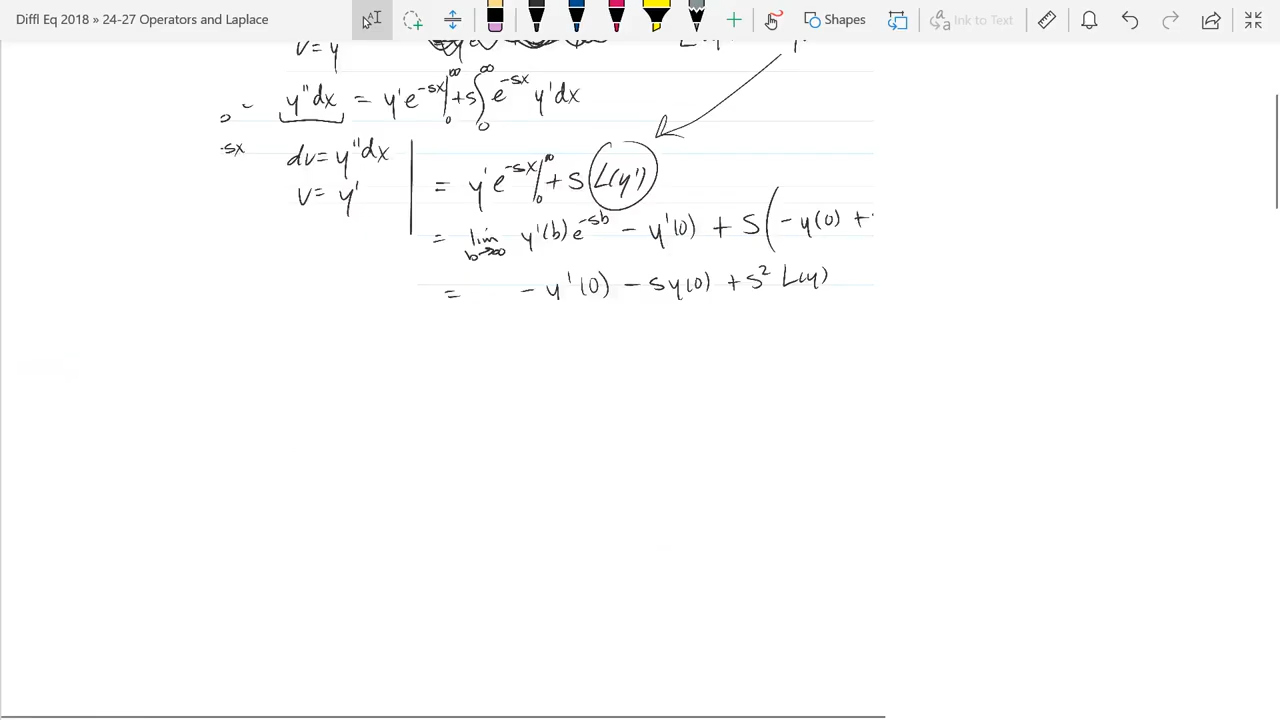 Diffl Eq 2018 » 24-27 Operators and Laplace
Shapes
Ink to Text
v = y
y''dx = y'e^{-sx}|_0^∞ + s∫_0^∞ e^{-sx} y'dx
-sx
dv = y''dx
v = y'
= y'e^{-sx}|_0^∞ + s L(y')
= lim_{b→∞} y'(b)e^{-sb} - y'(0) + s(-y(0) +
= -y'(0) - sy(0) + s^2 L(y)